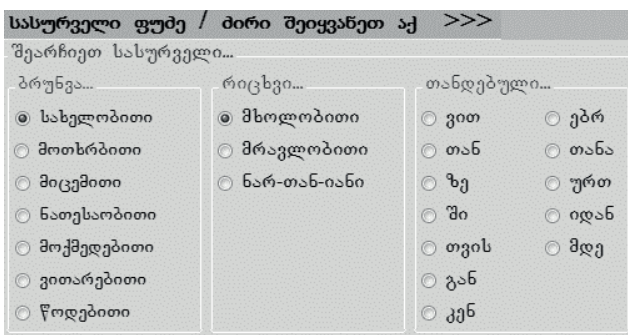 სასურველი ფუძე / ძირი შეიყვანეთ აქ >>>
შეარჩიეთ სასურველი...
ბრუნვა...
სახელობითი
მოთხრობითი
მიცემითი
ნათესაობითი
მოქმედებითი
ვითარებითი
წოდებითი
რიცხვი...
მხოლობითი
მრავლობითი
ნარ-თან-იანი
თანდებული...
ვით
თან
ზე
ში
თვის
გან
კენ
ებრ
თანა
ურთ
იდან
მდე